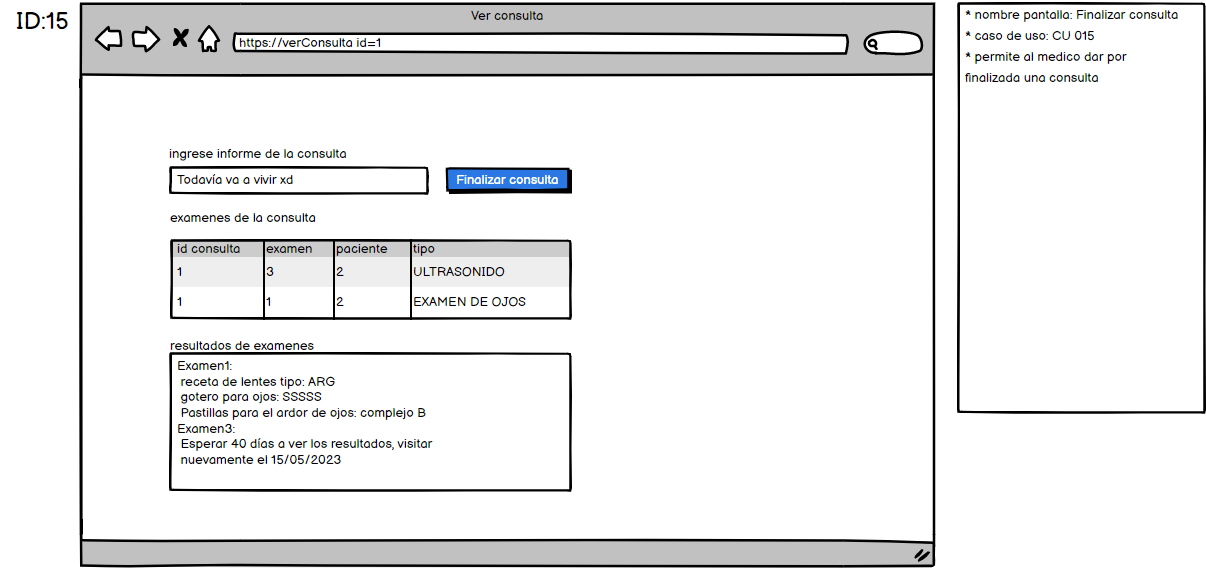 ID:15
Ver consulta
https://verConsulta id=1
ingrese informe de la consulta
Todavía va a vivir xd
Finalizar consulta
examenes de la consulta
id consulta examen paciente tipo
1 3 2 ULTRASONIDO
1 1 2 EXAMEN DE OJOS
resultados de examenes
Examen1:
receta de lentes tipo: ARG
gotero para ojos: SSSSS
Pastillas para el ardor de ojos: complejo B
Examen3:
Esperar 40 días a ver los resultados, visitar
nuevamente el 15/05/2023
* nombre pantalla: Finalizar consulta
* caso de uso: CU 015
* permite al medico dar por
finalizada una consulta